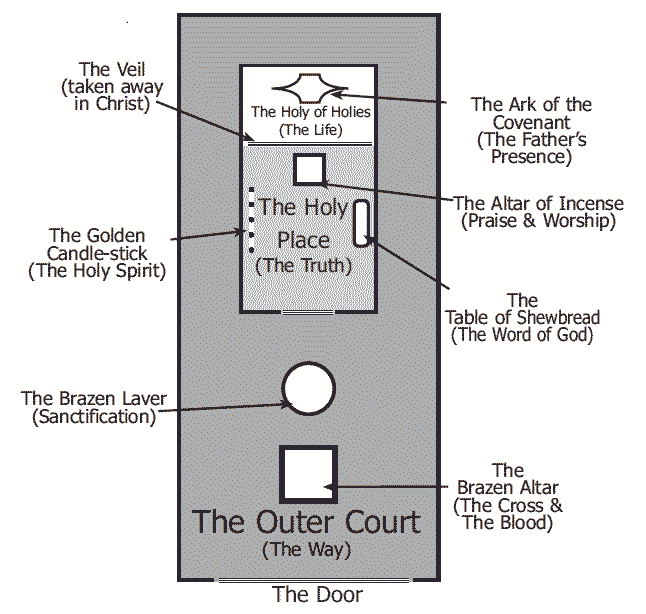 The Veil
(taken away
in Christ)
The Holy of Holies
(The Life)
The Ark of the
Covenant
(The Father's
Presence)
The Altar of Incense
(Praise & Worship)
The Holy
Place
(The Truth)
The Golden
Candle-stick
(The Holy Spirit)
The
Table of Shewbread
(The Word of God)
The Brazen Laver
(Sanctification)
The
Brazen Altar
(The Cross &
The Blood)
The Outer Court
(The Way)
The Door